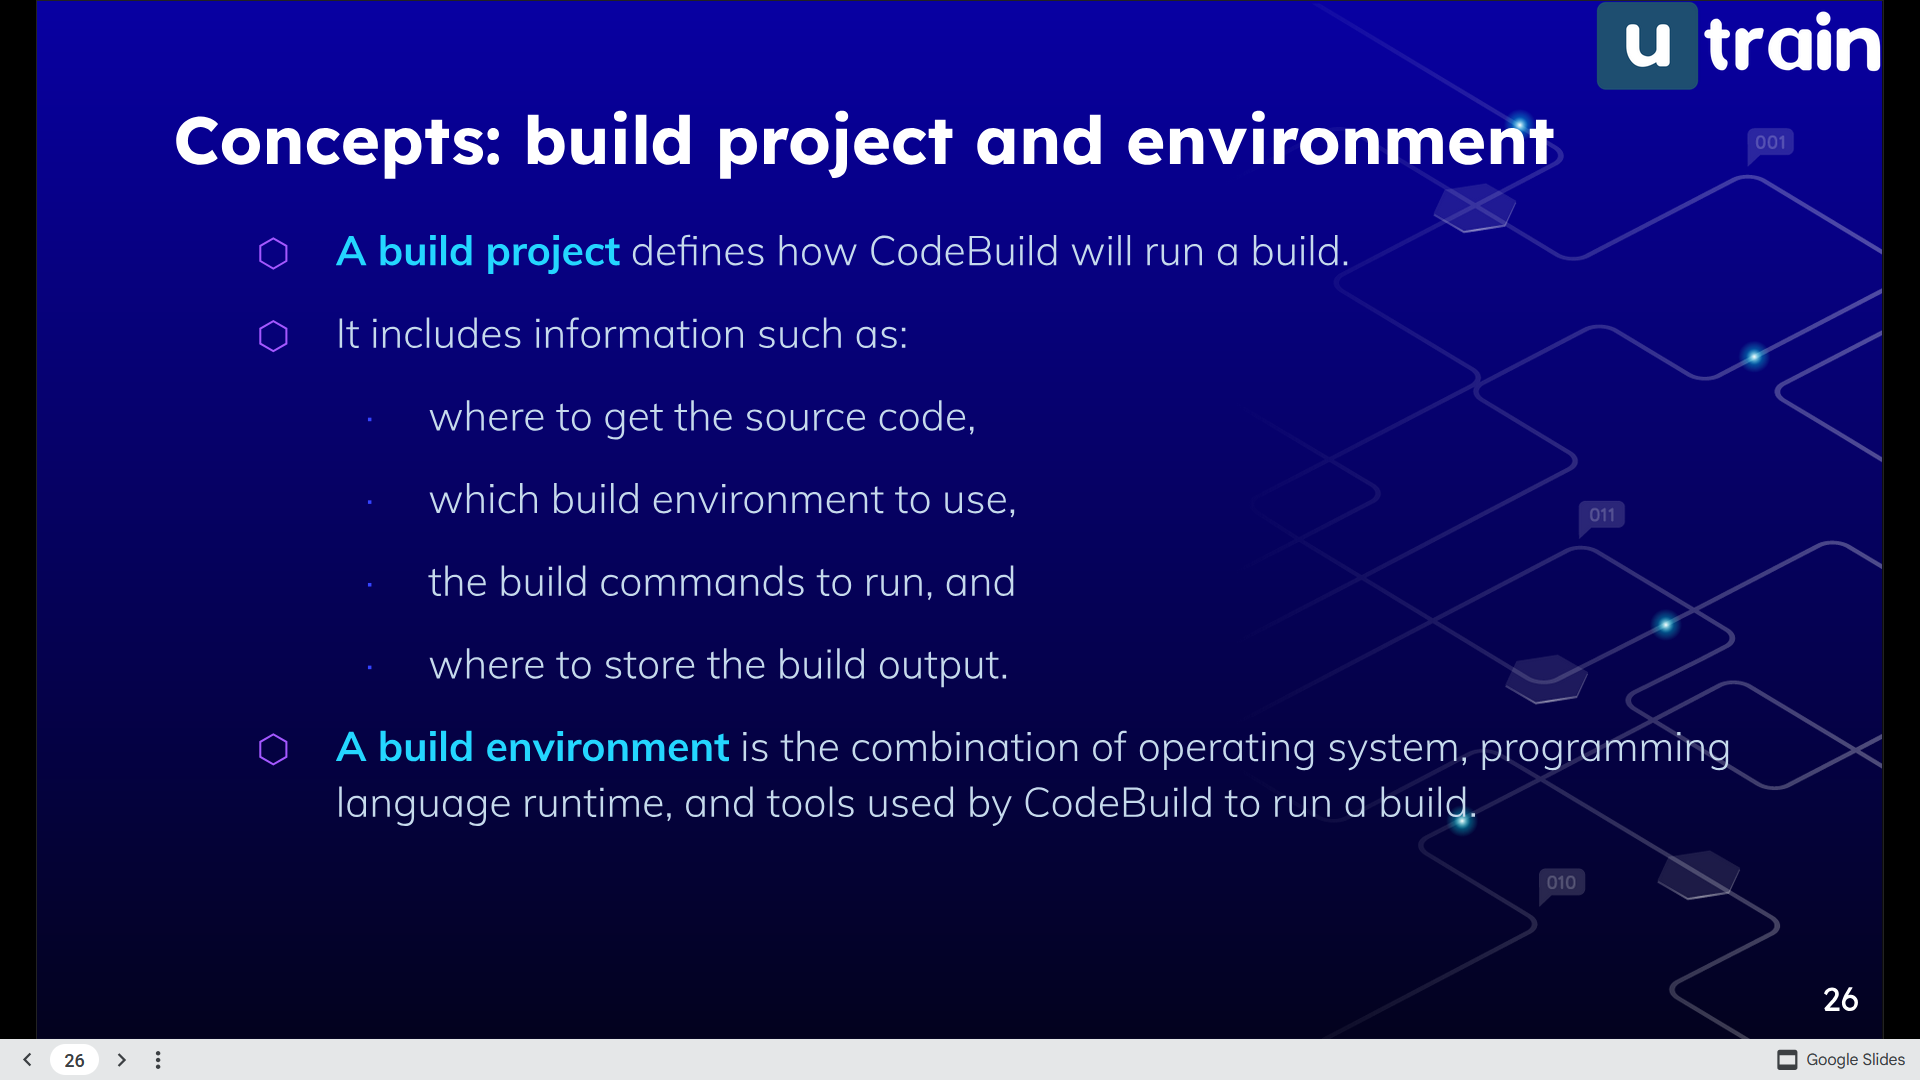 u train
Concepts: build project and environment
001
A build project defines how CodeBuild will run a build.
It includes information such as:
· where to get the source code,
· which build environment to use,
011
· the build commands to run, and
· where to store the build output.
A build environment is the combination of operating system, programming
language runtime, and tools used by CodeBuild to run a build.
010
26
26
Google Slides